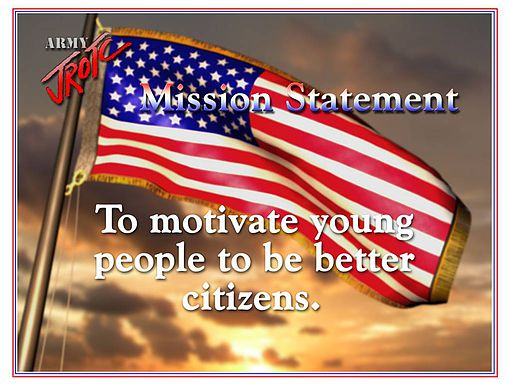 ARMY
JROTC
Mission Statement
To motivate young
people to be better
citizens.